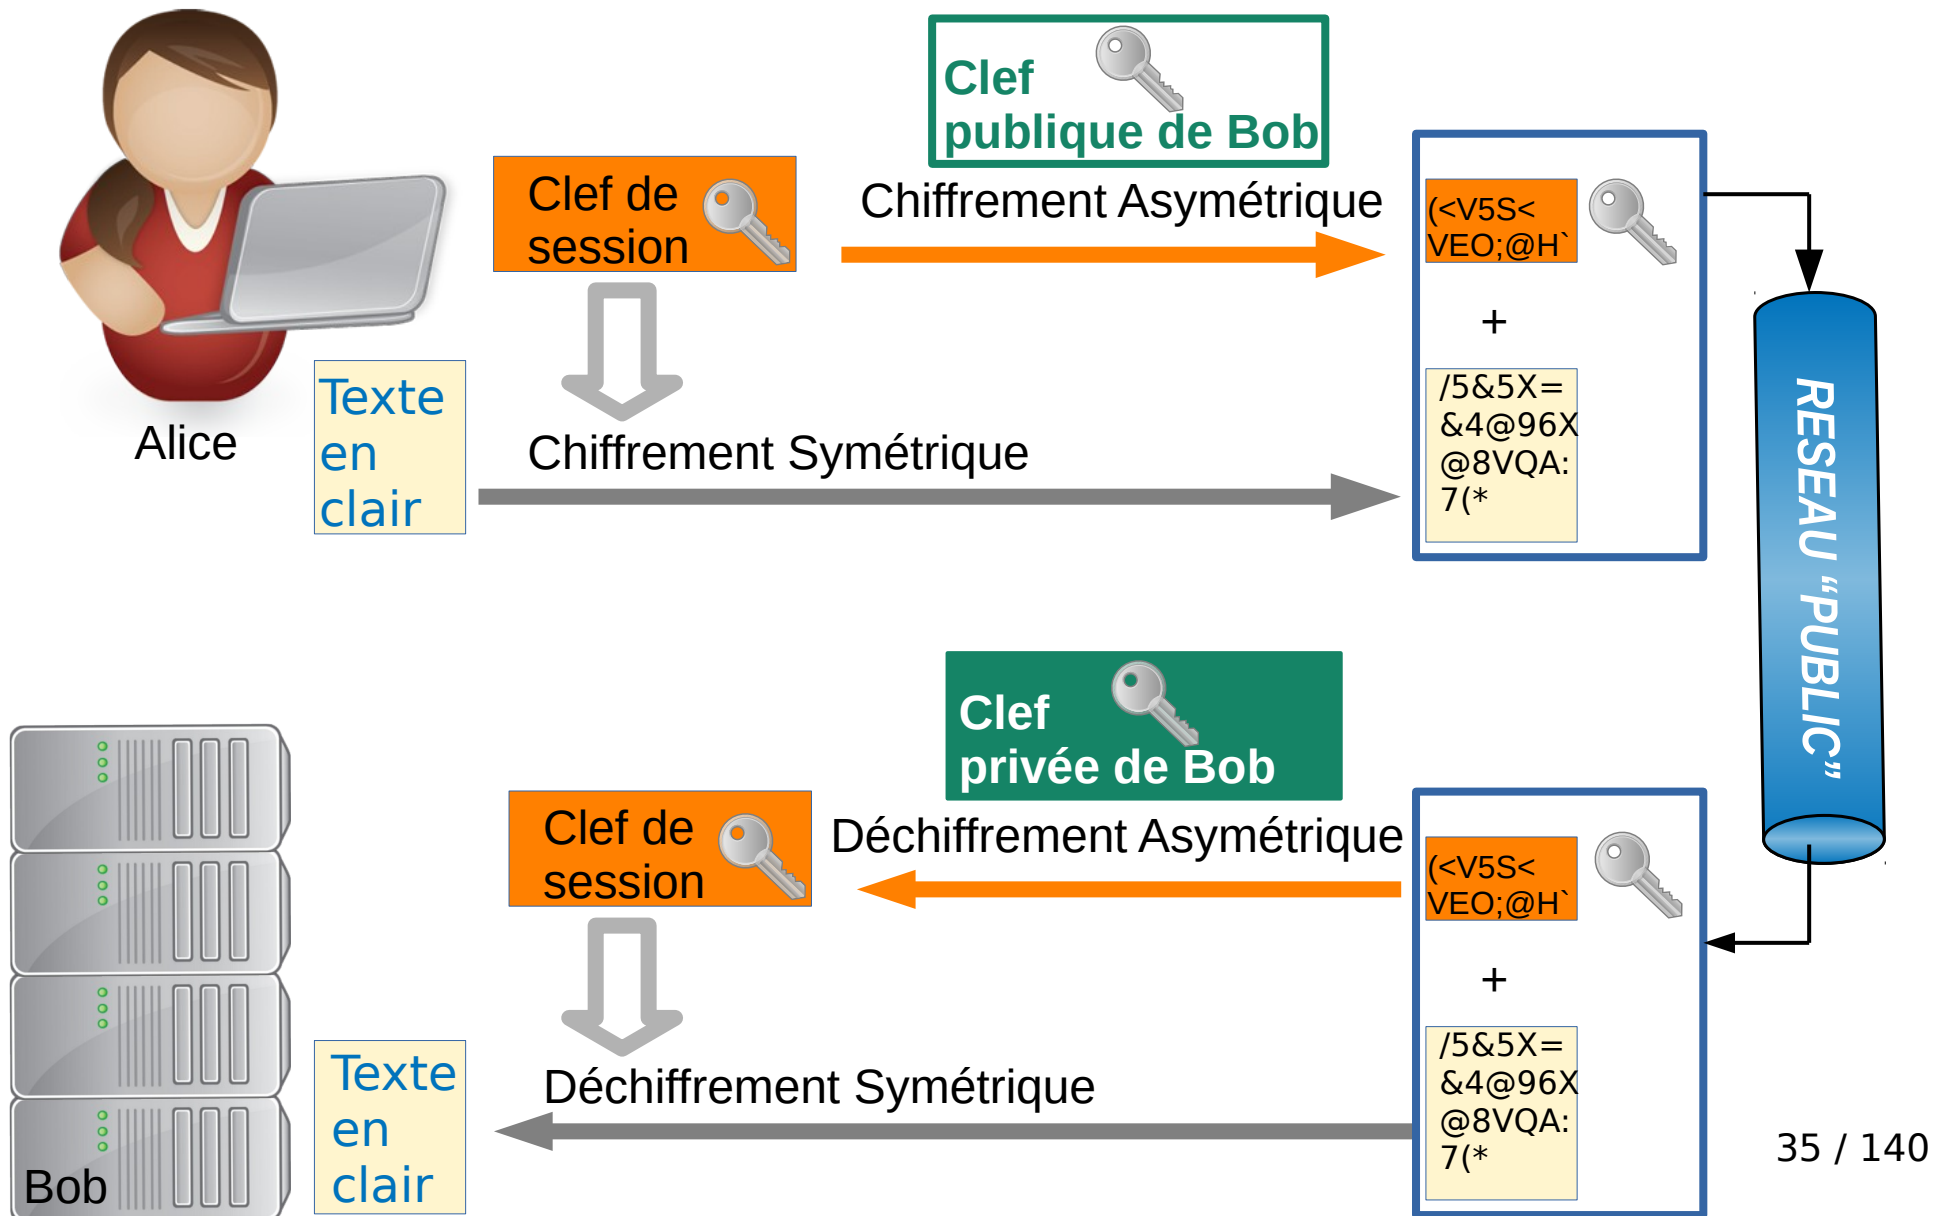 Clef
publique de Bob
Clef de
session
Chiffrement Asymétrique
(<V5S<
VEO;@H`
+
Texte
en
clair
Alice
Chiffrement Symétrique
/5&5X=
&4@96X
@8VQA:
7(*
RESEAU “PUBLIC”
Clef
privée de Bob
Clef de
session
Déchiffrement Asymétrique
(<V5S<
VEO;@H`
+
Texte
en
clair
Bob
Déchiffrement Symétrique
/5&5X=
&4@96X
@8VQA:
7(*
35 / 140